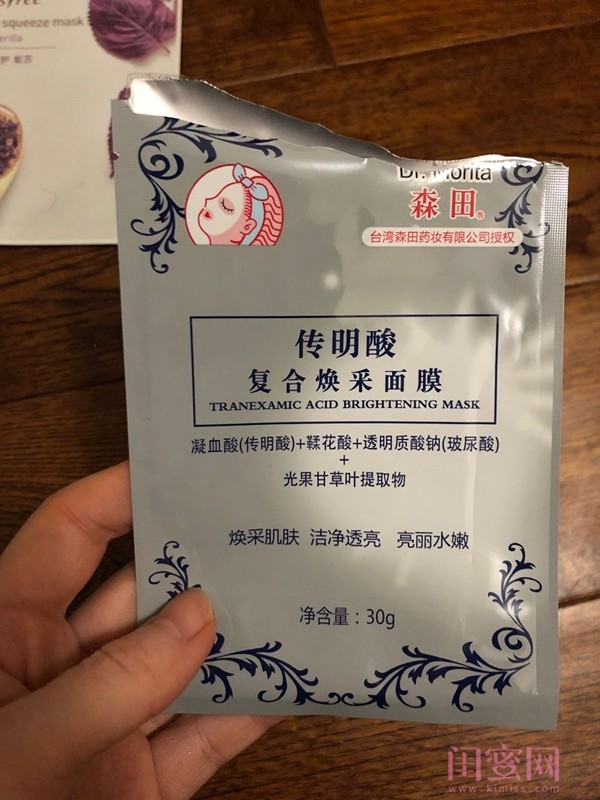 squeeze mask
护 紫苏
Dr. Morita
森田®
台湾森田药妆有限公司授权
传明酸
复合焕采面膜
TRANEXAMIC ACID BRIGHTENING MASK
凝血酸(传明酸)+鞣花酸+透明质酸钠(玻尿酸)
+
光果甘草叶提取物
焕采肌肤 洁净透亮 亮丽水嫩
净含量：30g
闺蜜网
www.kimiss.com